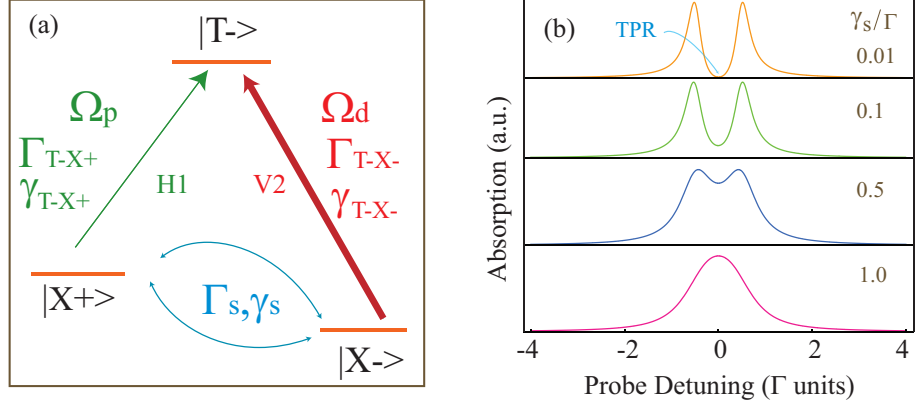 (a)
|T->
Ωp
ΓT-X+
γT-X+
H1
V2
Ωd
ΓT-X-
γT-X-
|X+>
Γs,γs
|X->
(b)
TPR
γs/Γ
0.01
0.1
0.5
1.0
Absorption (a.u.)
-4
-2
0
2
4
Probe Detuning (Γ units)